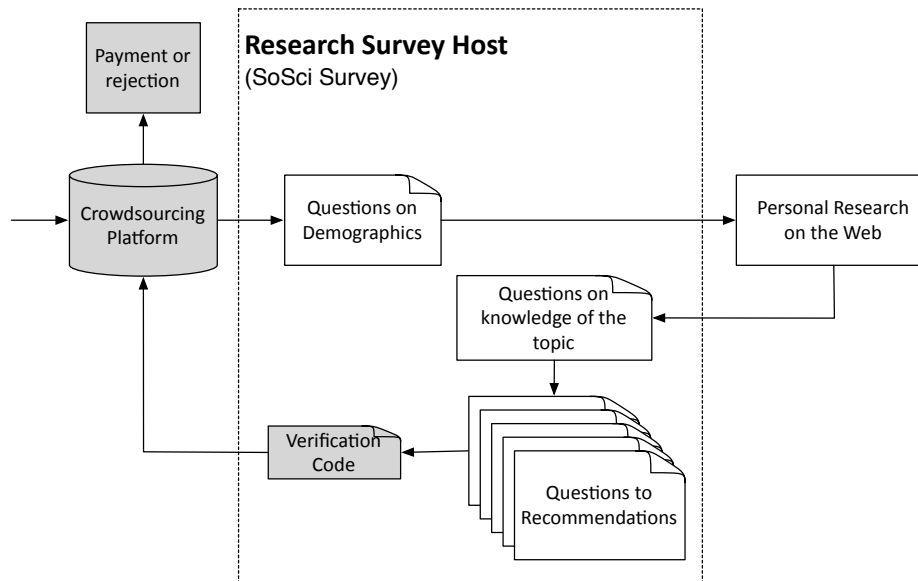 Payment or
rejection
Research Survey Host
(SoSci Survey)
Crowdsourcing
Platform
Questions on
Demographics
Personal Research
on the Web
Questions on
knowledge of the
topic
Verification
Code
Questions to
Recommendations